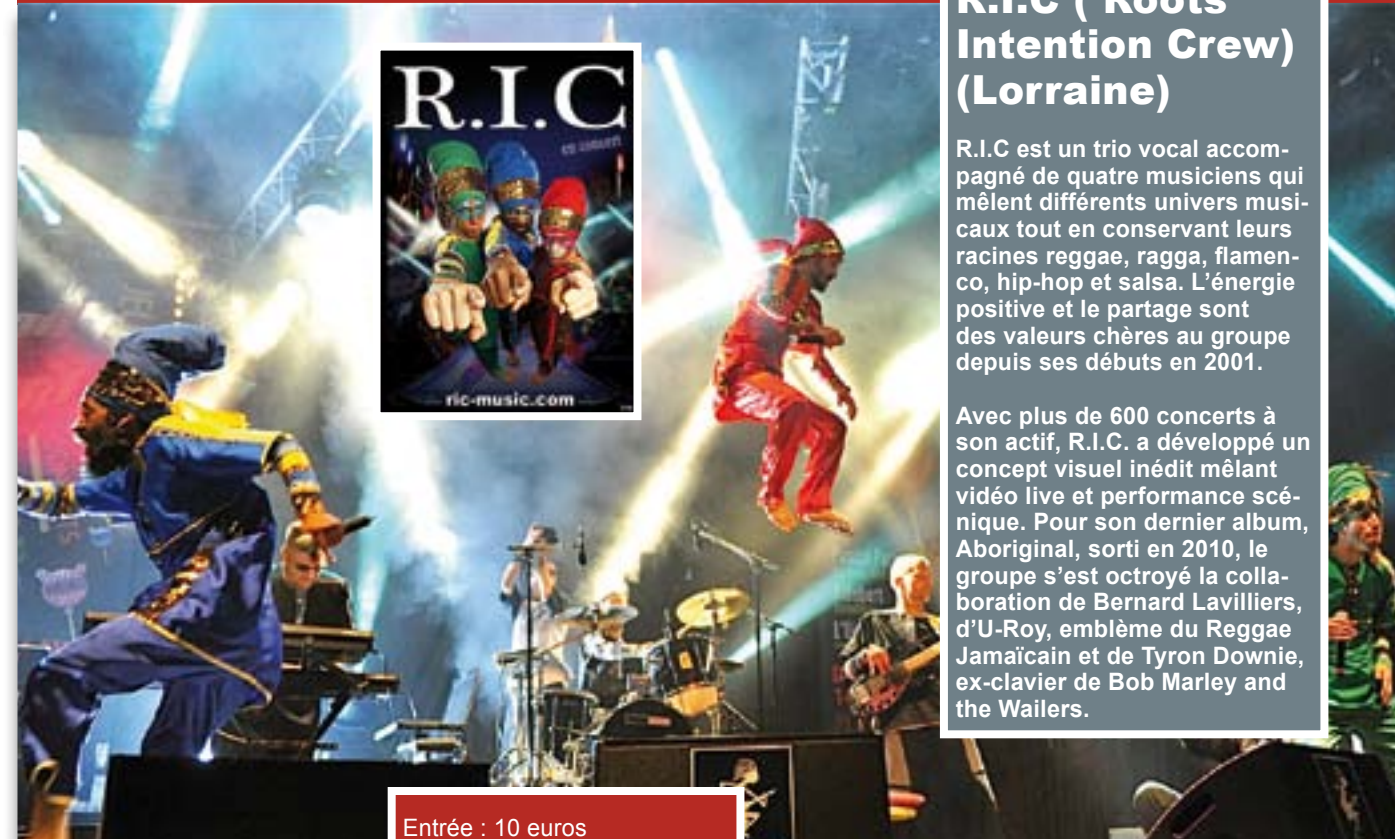 R.I.C ( Roots
Intention Crew)
(Lorraine)
R.I.C est un trio vocal accom-
pagné de quatre musiciens qui
mêlent différents univers musi-
caux tout en conservant leurs
racines reggae, ragga, flamen-
co, hip-hop et salsa. L’énergie
positive et le partage sont
des valeurs chères au groupe
depuis ses débuts en 2001.
Avec plus de 600 concerts à
son actif, R.I.C. a développé un
concept visuel inédit mêlant
vidéo live et performance scé-
nique. Pour son dernier album,
Aboriginal, sorti en 2010, le
groupe s’est octroyé la colla-
boration de Bernard Lavilliers,
d’U-Roy, emblème du Reggae
Jamaïcain et de Tyron Downie,
ex-clavier de Bob Marley and
the Wailers.
R.I.C
en concert
ric-music.com
Entrée : 10 euros